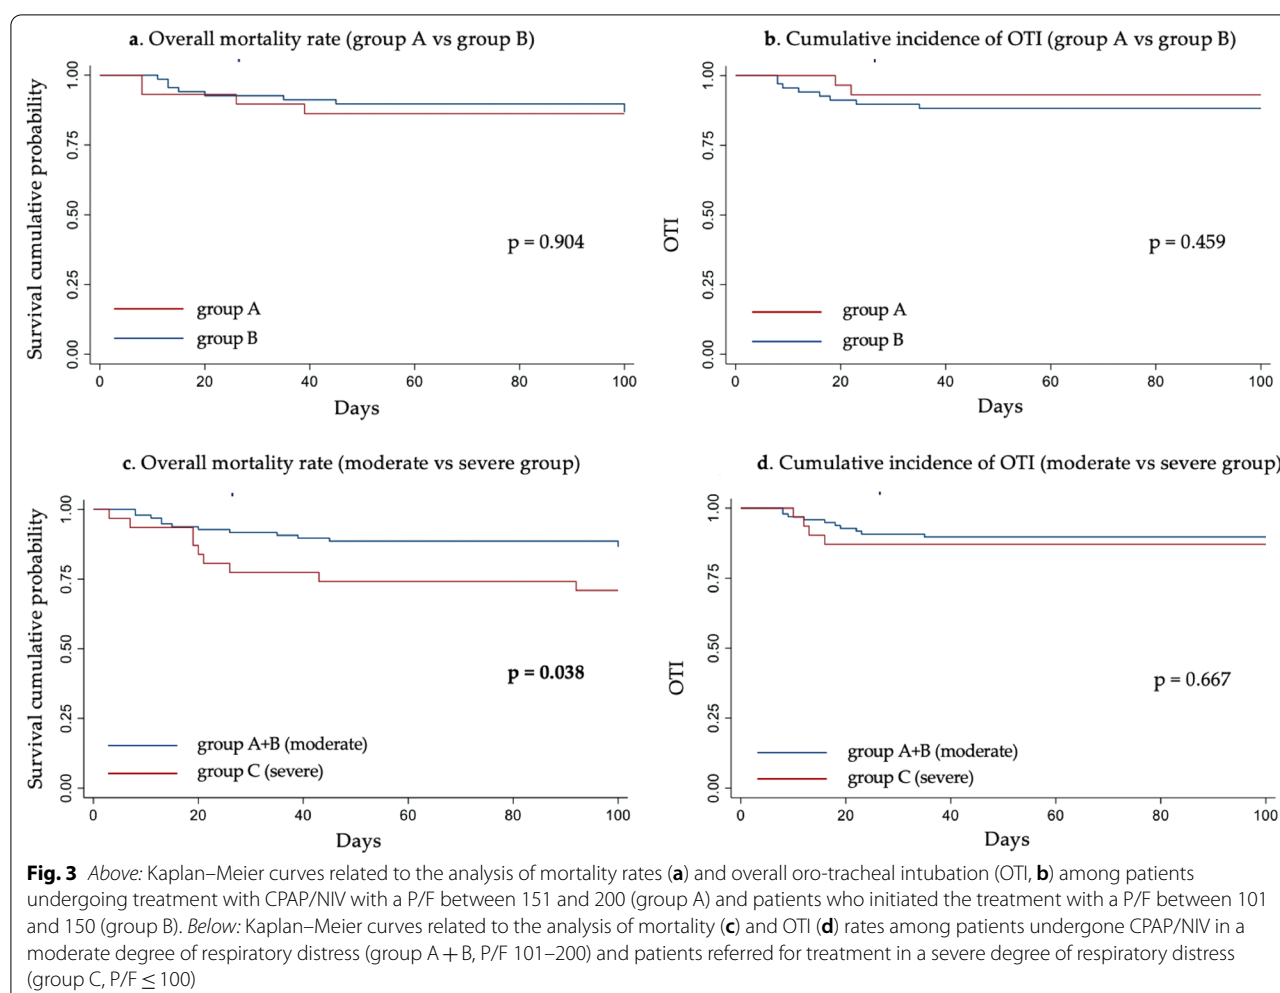 a. Overall mortality rate (group A vs group B)
Survival cumulative probability
1.00
0.75
0.50
0.25
0.00
p = 0.904
group A
group B
0 20 40 60 80 100
Days
b. Cumulative incidence of OTI (group A vs group B)
OTI
1.00
0.75
0.50
0.25
0.00
p = 0.459
group A
group B
0 20 40 60 80 100
Days
c. Overall mortality rate (moderate vs severe group)
Survival cumulative probability
1.00
0.75
0.50
0.25
0.00
p = 0.038
group A+B (moderate)
group C (severe)
0 20 40 60 80 100
Days
d. Cumulative incidence of OTI (moderate vs severe group)
OTI
1.00
0.75
0.50
0.25
0.00
p = 0.667
group A+B (moderate)
group C (severe)
0 20 40 60 80 100
Days
Fig. 3 Above: Kaplan–Meier curves related to the analysis of mortality rates (a) and overall oro-tracheal intubation (OTI, b) among patients
undergoing treatment with CPAP/NIV with a P/F between 151 and 200 (group A) and patients who initiated the treatment with a P/F between 101
and 150 (group B). Below: Kaplan–Meier curves related to the analysis of mortality (c) and OTI (d) rates among patients undergone CPAP/NIV in a
moderate degree of respiratory distress (group A + B, P/F 101–200) and patients referred for treatment in a severe degree of respiratory distress
(group C, P/F ≤ 100)